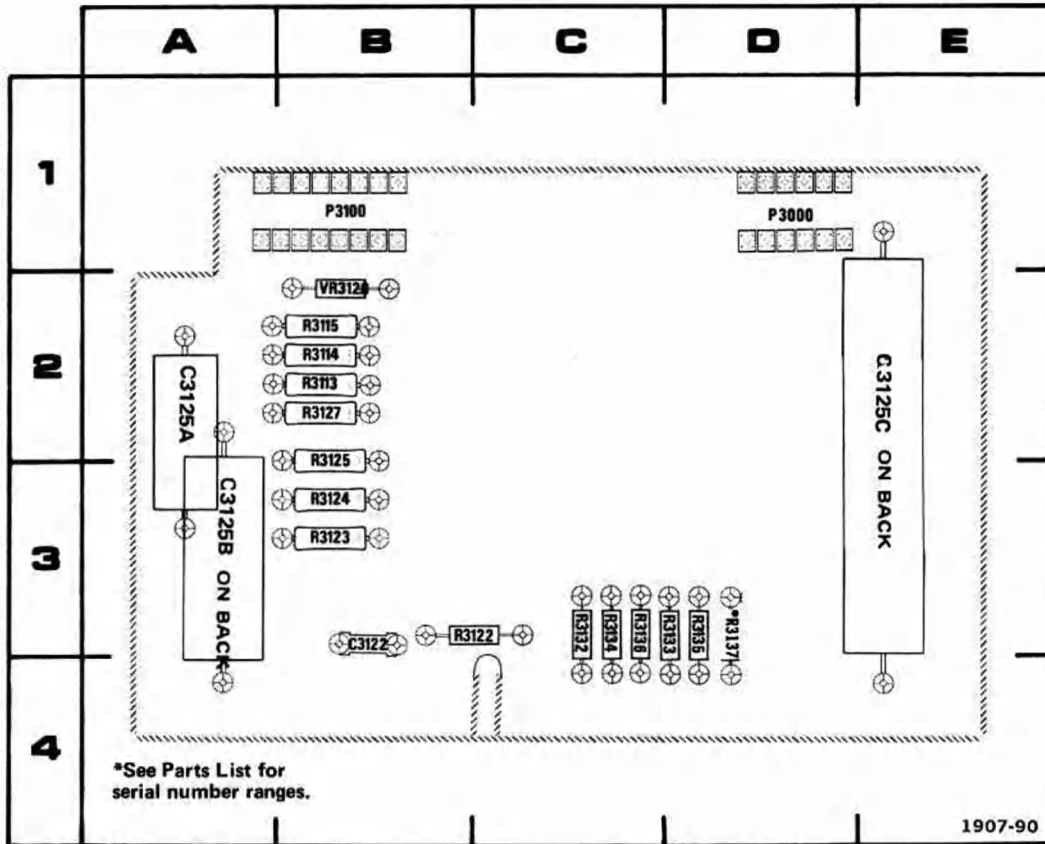 A B C D E
1
P3100 P3000
VR312
2
R3115
R3114
R3113
R3127
C3125A
C3125C ON BACK
3
R3125
R3124
R3123
C3125B ON BACK
C3122
R3122
R3132
R3134
R3136
R3133
R3135
*R3137
4
*See Parts List for
serial number ranges.
1907-90